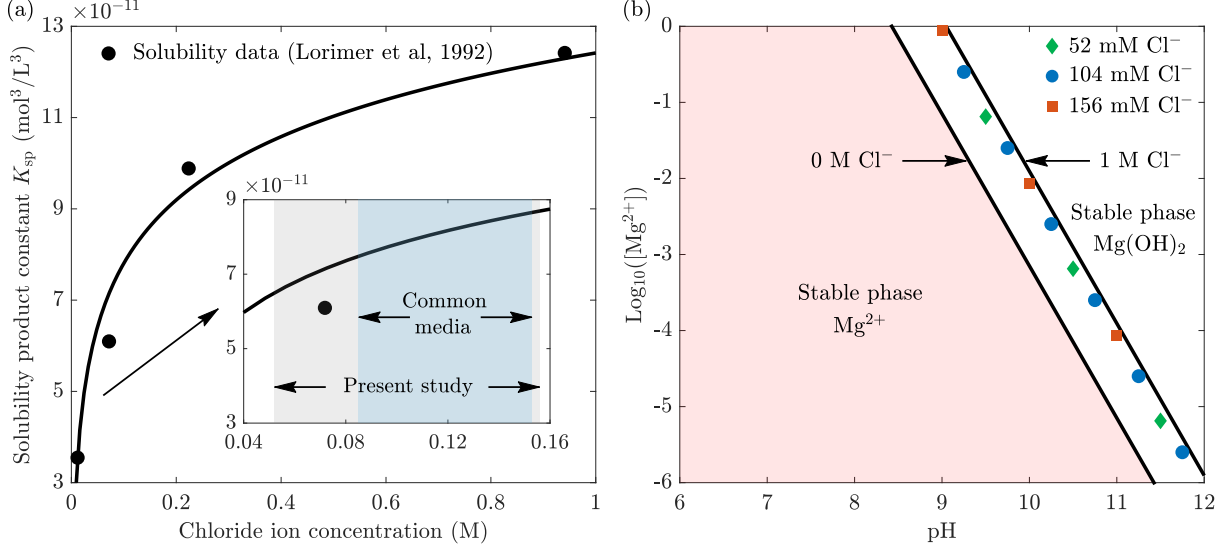 (a)
×10⁻¹¹
Solubility product constant Ksp (mol³/L³)
13
11
9
7
5
3
Solubility data (Lorimer et al, 1992)
×10⁻¹¹
9
7
5
3
Common
media
Present study
0.04
0.08
0.12
0.16
0
0.2
0.4
0.6
0.8
1
Chloride ion concentration (M)
(b)
Log₁₀([Mg²⁺])
0
-1
-2
-3
-4
-5
-6
52 mM Cl⁻
104 mM Cl⁻
156 mM Cl⁻
0 M Cl⁻
1 M Cl⁻
Stable phase
Mg(OH)₂
Stable phase
Mg²⁺
6
7
8
9
10
11
12
pH